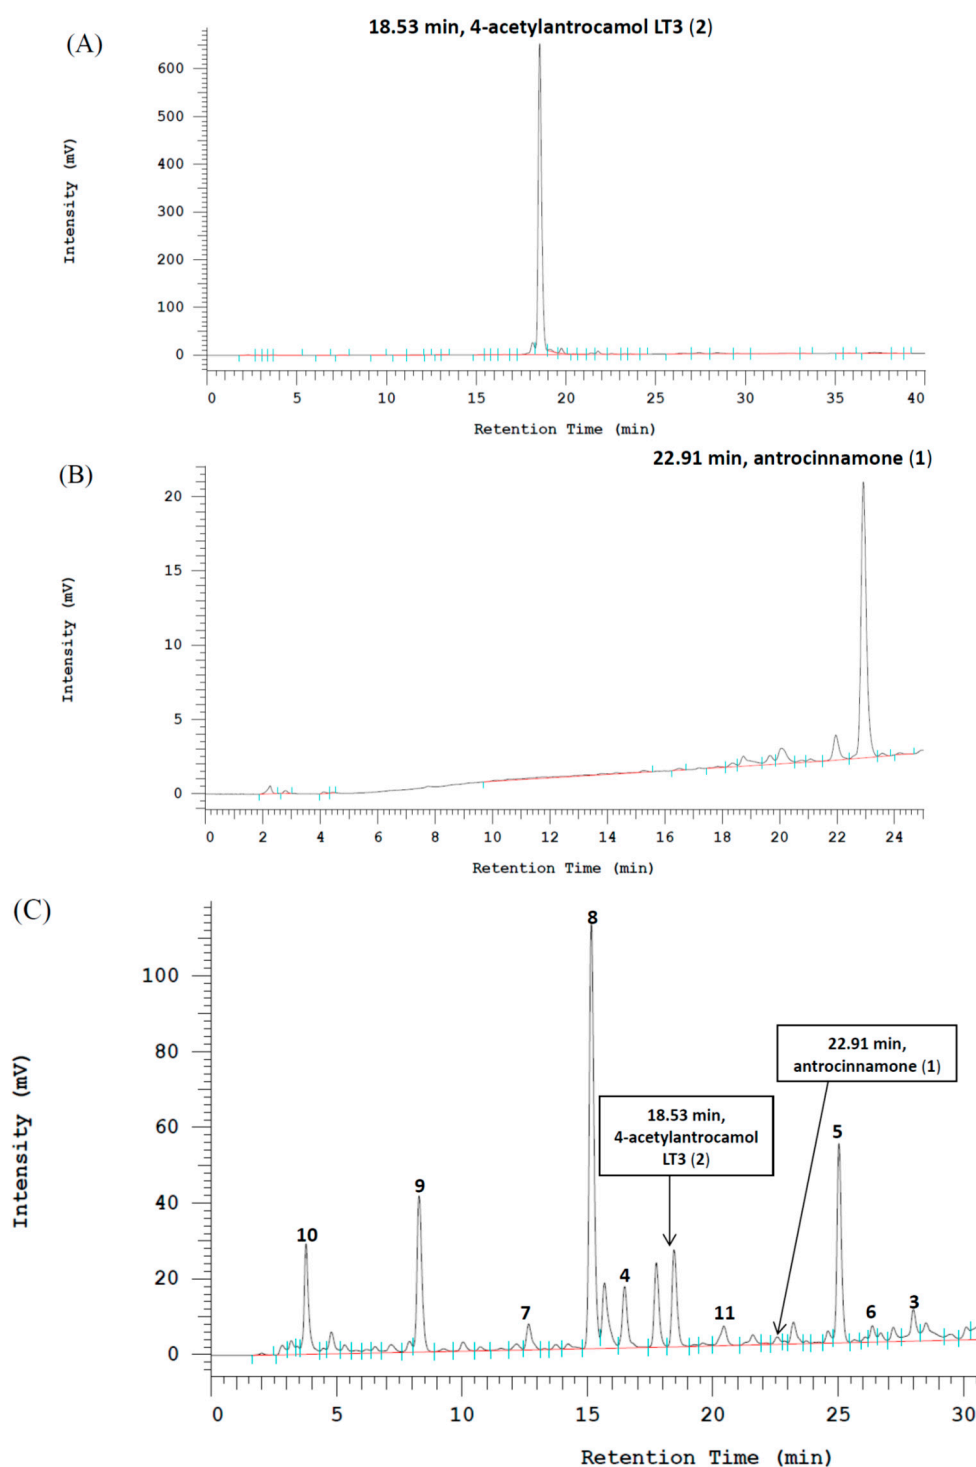 (A)
18.53 min, 4-acetylantrocamol LT3 (2)
Intensity (mV)
600
500
400
300
200
100
0
5
10
15
20
25
30
35
40
Retention Time (min)
(B)
22.91 min, antrocinnamone (1)
Intensity (mV)
20
15
10
5
0
0 2 4 6 8 10 12 14 16 18 20 22 24
Retention Time (min)
(C)
Intensity (mV)
100
80
60
40
20
0
8
22.91 min,
antrocinnamone (1)
18.53 min,
4-acetylantrocamol
LT3 (2)
5
9
10
4
7
11
6
3
0 5 10 15 20 25 30
Retention Time (min)